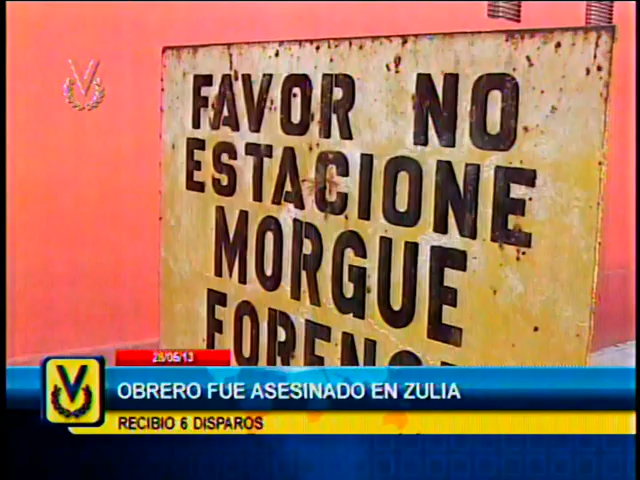 FAVOR NO
ESTACIONE
MORGUE
28/05/13
OBRERO FUE ASESINADO EN ZULIA
RECIBIO 6 DISPAROS